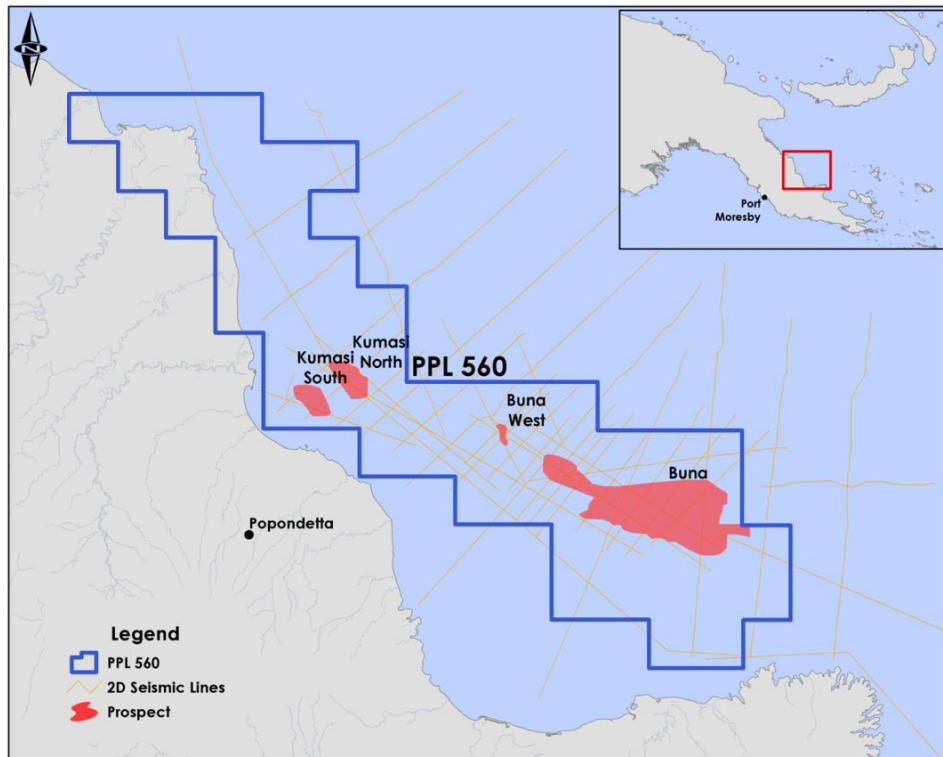 N
Port
Moresby
Kumasi
North
Kumasi
South
PPL 560
Buna
West
Buna
Popondetta
Legend
PPL 560
2D Seismic Lines
Prospect